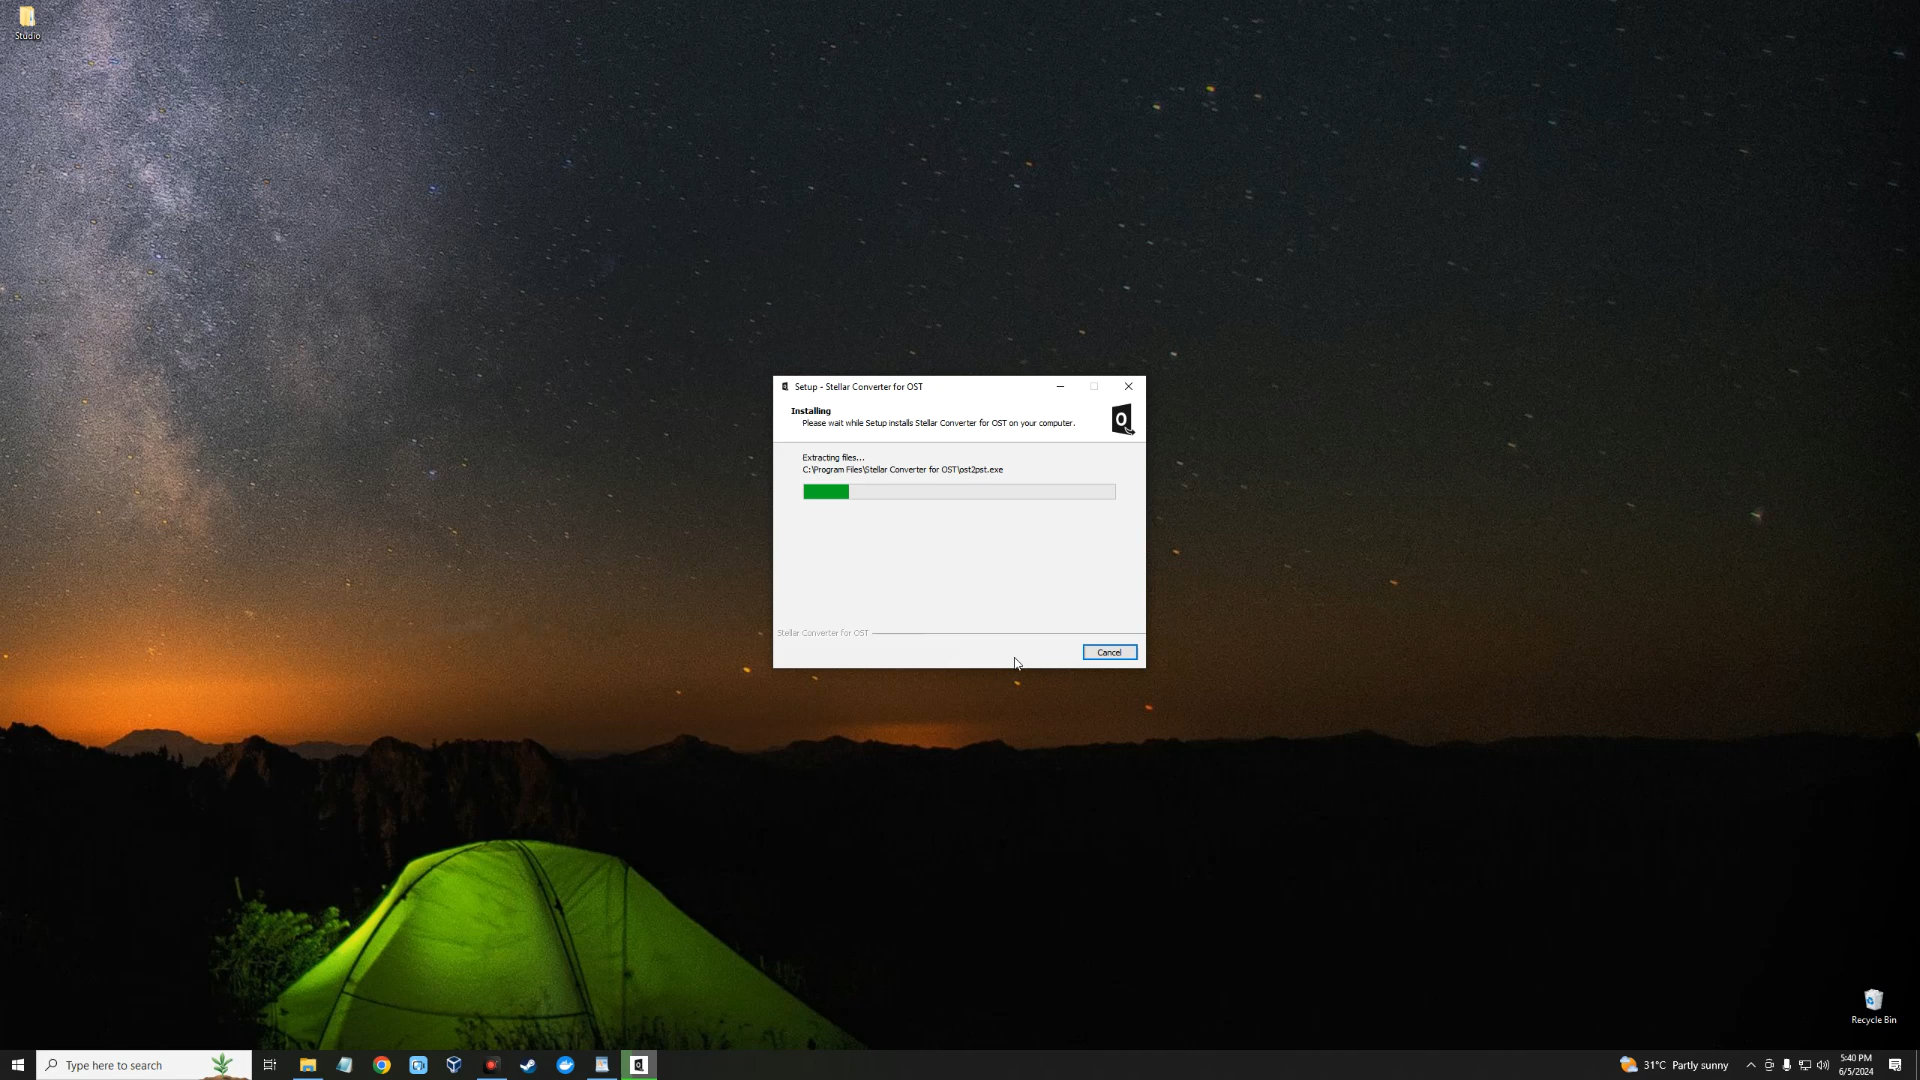 Studio
Setup - Stellar Converter for OST
Installing
Please wait while Setup installs Stellar Converter for OST on your computer.
Extracting files...
C:\Program Files\Stellar Converter for OST\ost2pst.exe
Stellar Converter for OST
Cancel
Recycle Bin
Type here to search
31°C Partly sunny
5:40 PM
6/5/2024